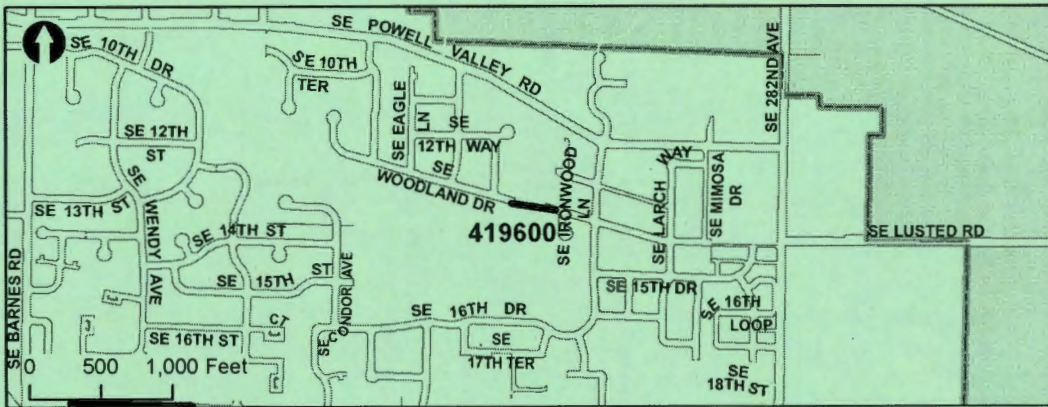 SE POWELL VALLEY RD
SE 10TH DR
SE 10TH TER
SE 282ND AVE
SE EAGLE LN
SE 12TH WAY
SE 12TH ST
SE WENDY AVE
SE WOODLAND DR
WAY
SE MIMOSA DR
SE LARCH
SE IRONWOOD LN
SE 13TH ST
SE 14TH ST
419600
SE LUSTED RD
SE BARNES RD
SE 15TH ST
SE CONDOR AVE
SE 15TH DR
SE 16TH DR
SE 16TH LOOP
CT
SE 16TH ST
SE 17TH TER
SE 18TH ST
0 500 1,000 Feet